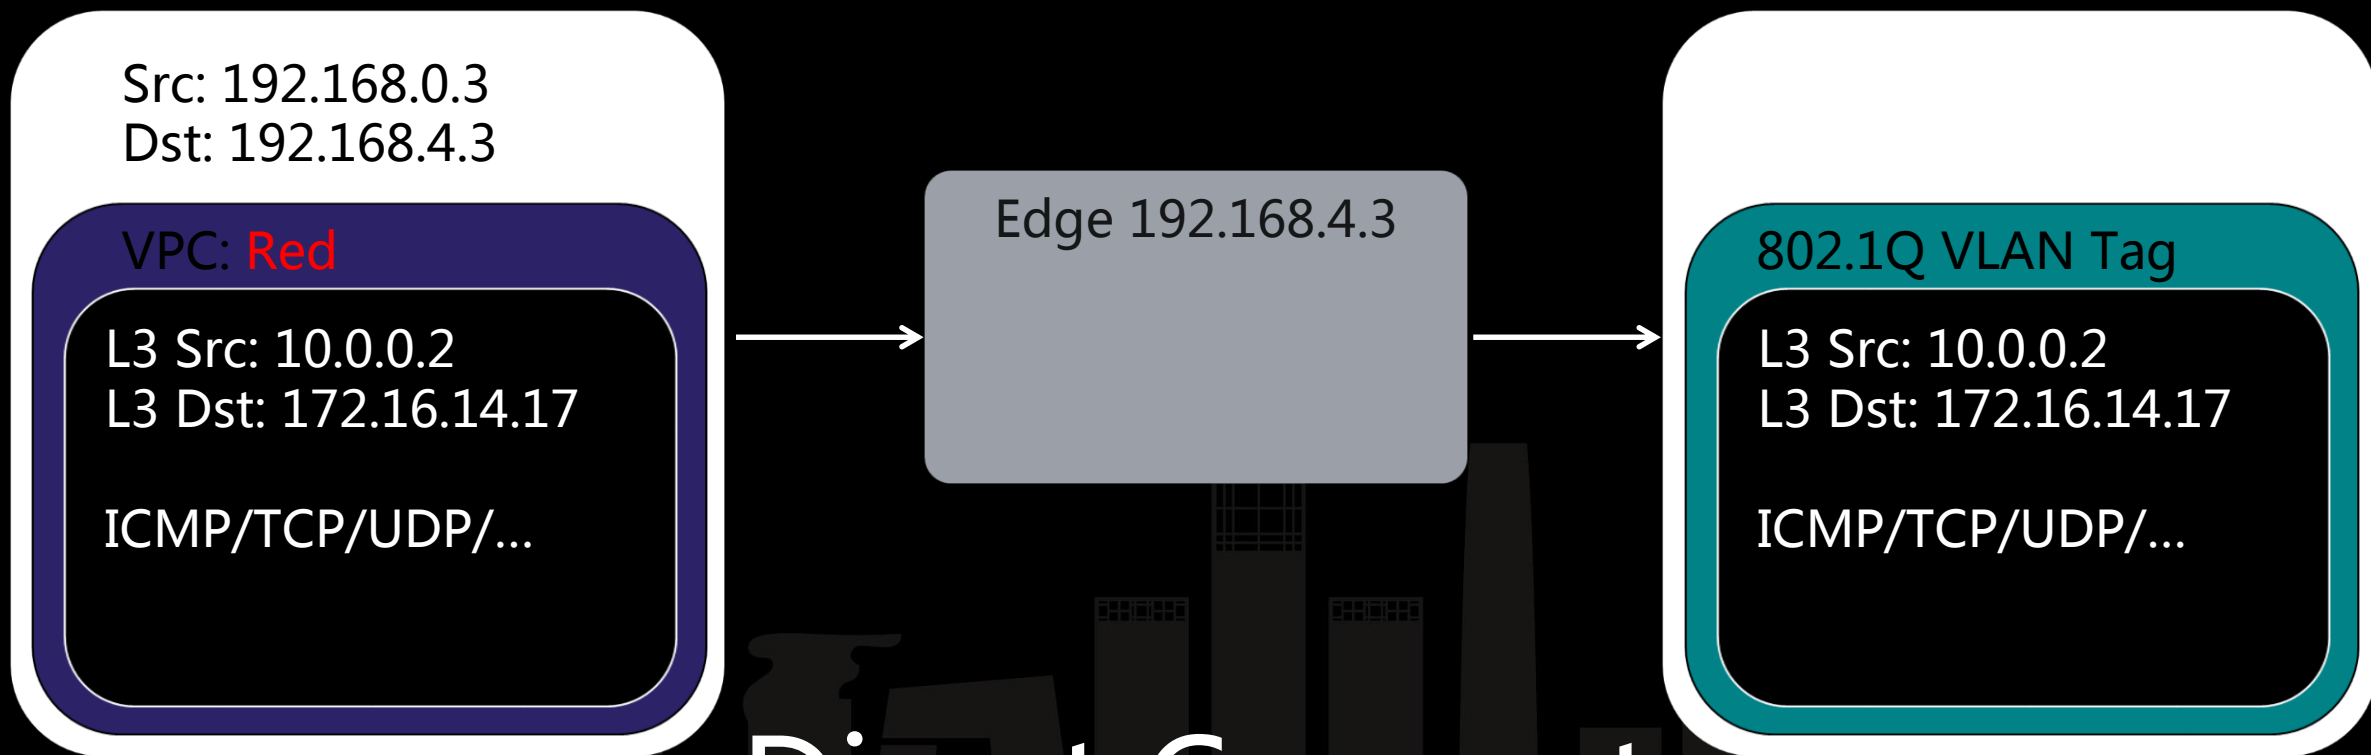 Src: 192.168.0.3
Dst: 192.168.4.3
VPC: Red
L3 Src: 10.0.0.2
L3 Dst: 172.16.14.17
ICMP/TCP/UDP/...
Edge 192.168.4.3
802.1Q VLAN Tag
L3 Src: 10.0.0.2
L3 Dst: 172.16.14.17
ICMP/TCP/UDP/...